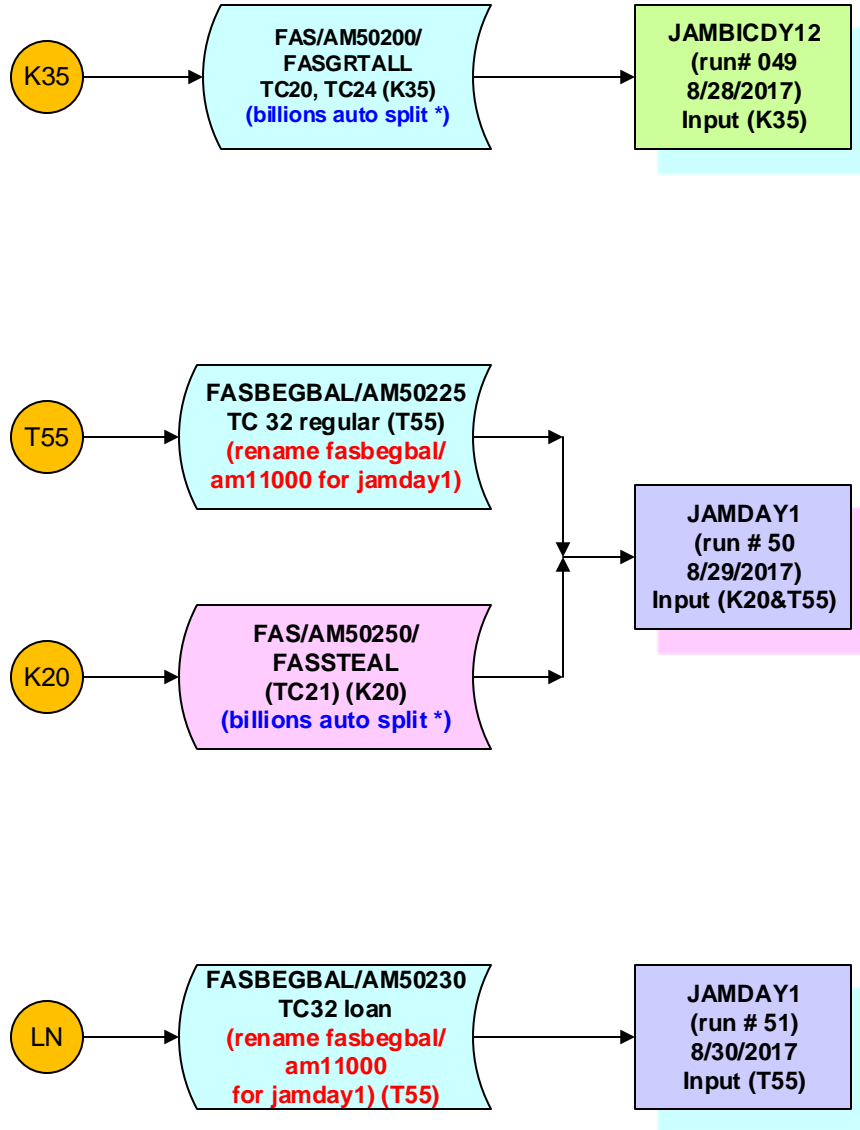 K35
FAS/AM50200/
FASGRTALL
TC20, TC24 (K35)
(billions auto split *)
JAMBICDY12
(run# 049
8/28/2017)
Input (K35)
T55
FASBEGBAL/AM50225
TC 32 regular (T55)
(rename fasbegbal/
am11000 for jamday1)
K20
FAS/AM50250/
FASSTEAL
(TC21) (K20)
(billions auto split *)
JAMDAY1
(run # 50
8/29/2017)
Input (K20&T55)
LN
FASBEGBAL/AM50230
TC32 loan
(rename fasbegbal/
am11000
for jamday1) (T55)
JAMDAY1
(run # 51)
8/30/2017
Input (T55)